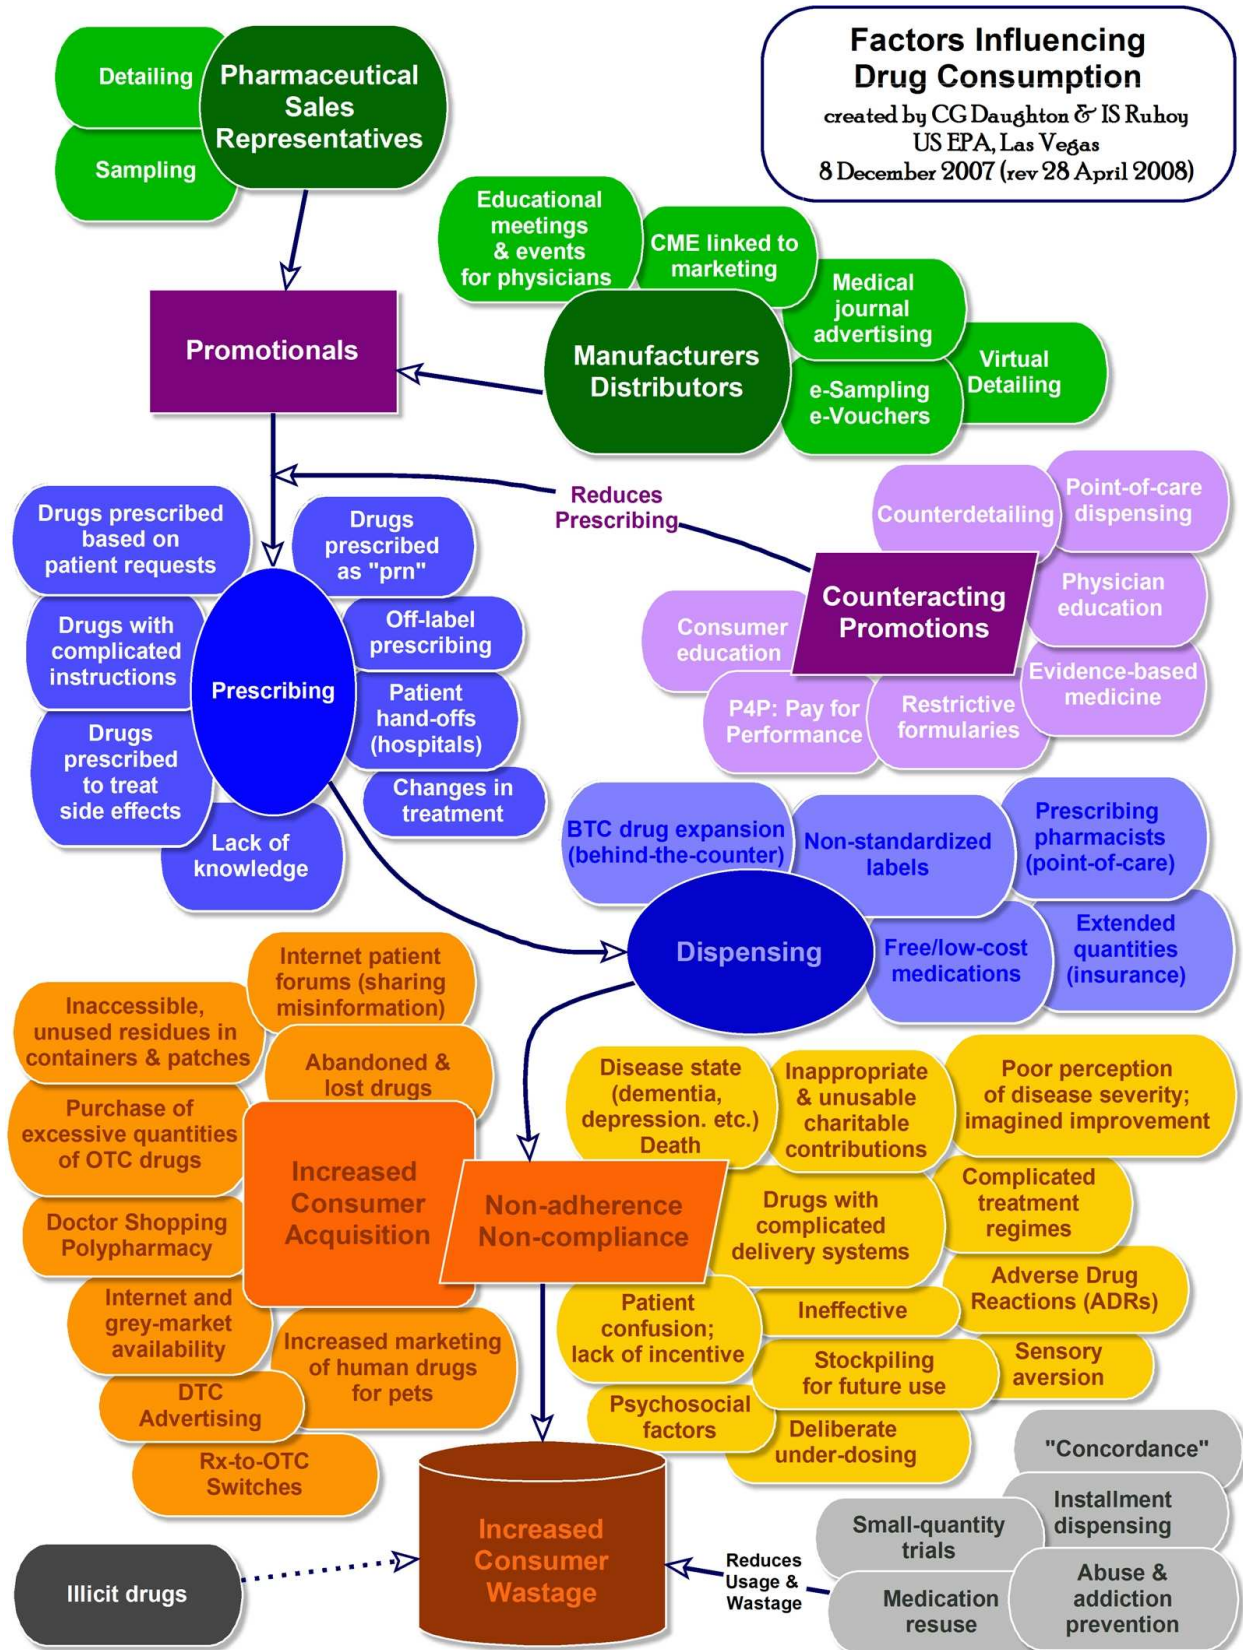 Factors Influencing
Drug Consumption
created by CG Daughton & IS Ruhoy
US EPA, Las Vegas
8 December 2007 (rev 28 April 2008)
Detailing
Sampling
Pharmaceutical
Sales
Representatives
Educational
meetings
& events
for physicians
CME linked to
marketing
Medical
journal
advertising
Virtual
Detailing
e-Sampling
e-Vouchers
Manufacturers
Distributors
Promotionals
Reduces
Prescribing
Counterdetailing
Point-of-care
dispensing
Physician
education
Evidence-based
medicine
Restrictive
formularies
P4P: Pay for
Performance
Consumer
education
Counteracting
Promotions
Drugs prescribed
based on
patient requests
Drugs
prescribed
as "prn"
Drugs with
complicated
instructions
Off-label
prescribing
Prescribing
Patient
hand-offs
(hospitals)
Drugs
prescribed
to treat
side effects
Changes in
treatment
Lack of
knowledge
BTC drug expansion
(behind-the-counter)
Non-standardized
labels
Prescribing
pharmacists
(point-of-care)
Dispensing
Free/low-cost
medications
Extended
quantities
(insurance)
Internet patient
forums (sharing
misinformation)
Inaccessible,
unused residues in
containers & patches
Abandoned &
lost drugs
Purchase of
excessive quantities
of OTC drugs
Increased
Consumer
Acquisition
Doctor Shopping
Polypharmacy
Internet and
grey-market
availability
Increased marketing
of human drugs
for pets
DTC
Advertising
Rx-to-OTC
Switches
Non-adherence
Non-compliance
Disease state
(dementia,
depression. etc.)
Death
Inappropriate
& unusable
charitable
contributions
Poor perception
of disease severity;
imagined improvement
Drugs with
complicated
delivery systems
Complicated
treatment
regimes
Adverse Drug
Reactions (ADRs)
Patient
confusion;
lack of incentive
Ineffective
Stockpiling
for future use
Sensory
aversion
Psychosocial
factors
Deliberate
under-dosing
Increased
Consumer
Wastage
Illicit drugs
Reduces
Usage &
Wastage
"Concordance"
Installment
dispensing
Small-quantity
trials
Medication
resuse
Abuse &
addiction
prevention